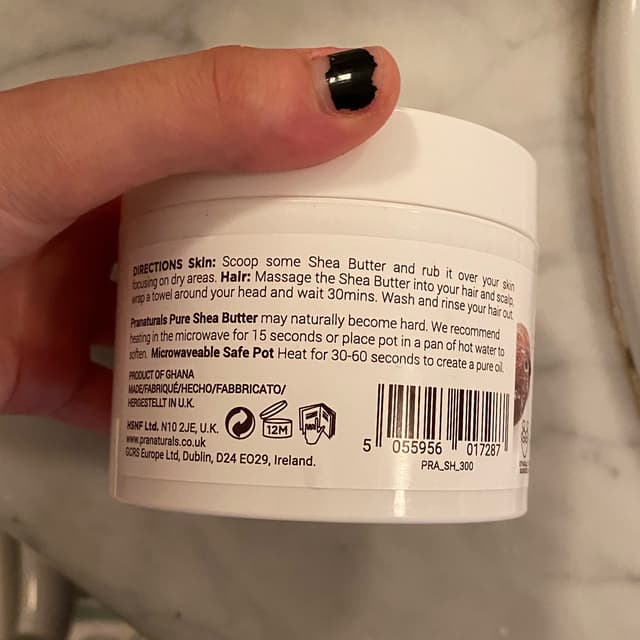 DIRECTIONS Skin: Scoop some Shea Butter and rub it over your skin
focusing on dry areas. Hair: Massage the Shea Butter into your hair and scalp,
wrap a towel around your head and wait 30mins. Wash and rinse your hair out.
Pranaturals Pure Shea Butter may naturally become hard. We recommend
heating in the microwave for 15 seconds or place pot in a pan of hot water to
soften. Microwaveable Safe Pot Heat for 30-60 seconds to create a pure oil.
PRODUCT OF GHANA
MADE/FABRIQUÉ/HECHO/FABBRICATO/
HERGESTELLT IN U.K.
HSNF Ltd. N10 2JE, U.K.
www.pranaturals.co.uk
GCRS Europe Ltd, Dublin, D24 EO29, Ireland.
12M
5 055956 017287
PRA_SH_300